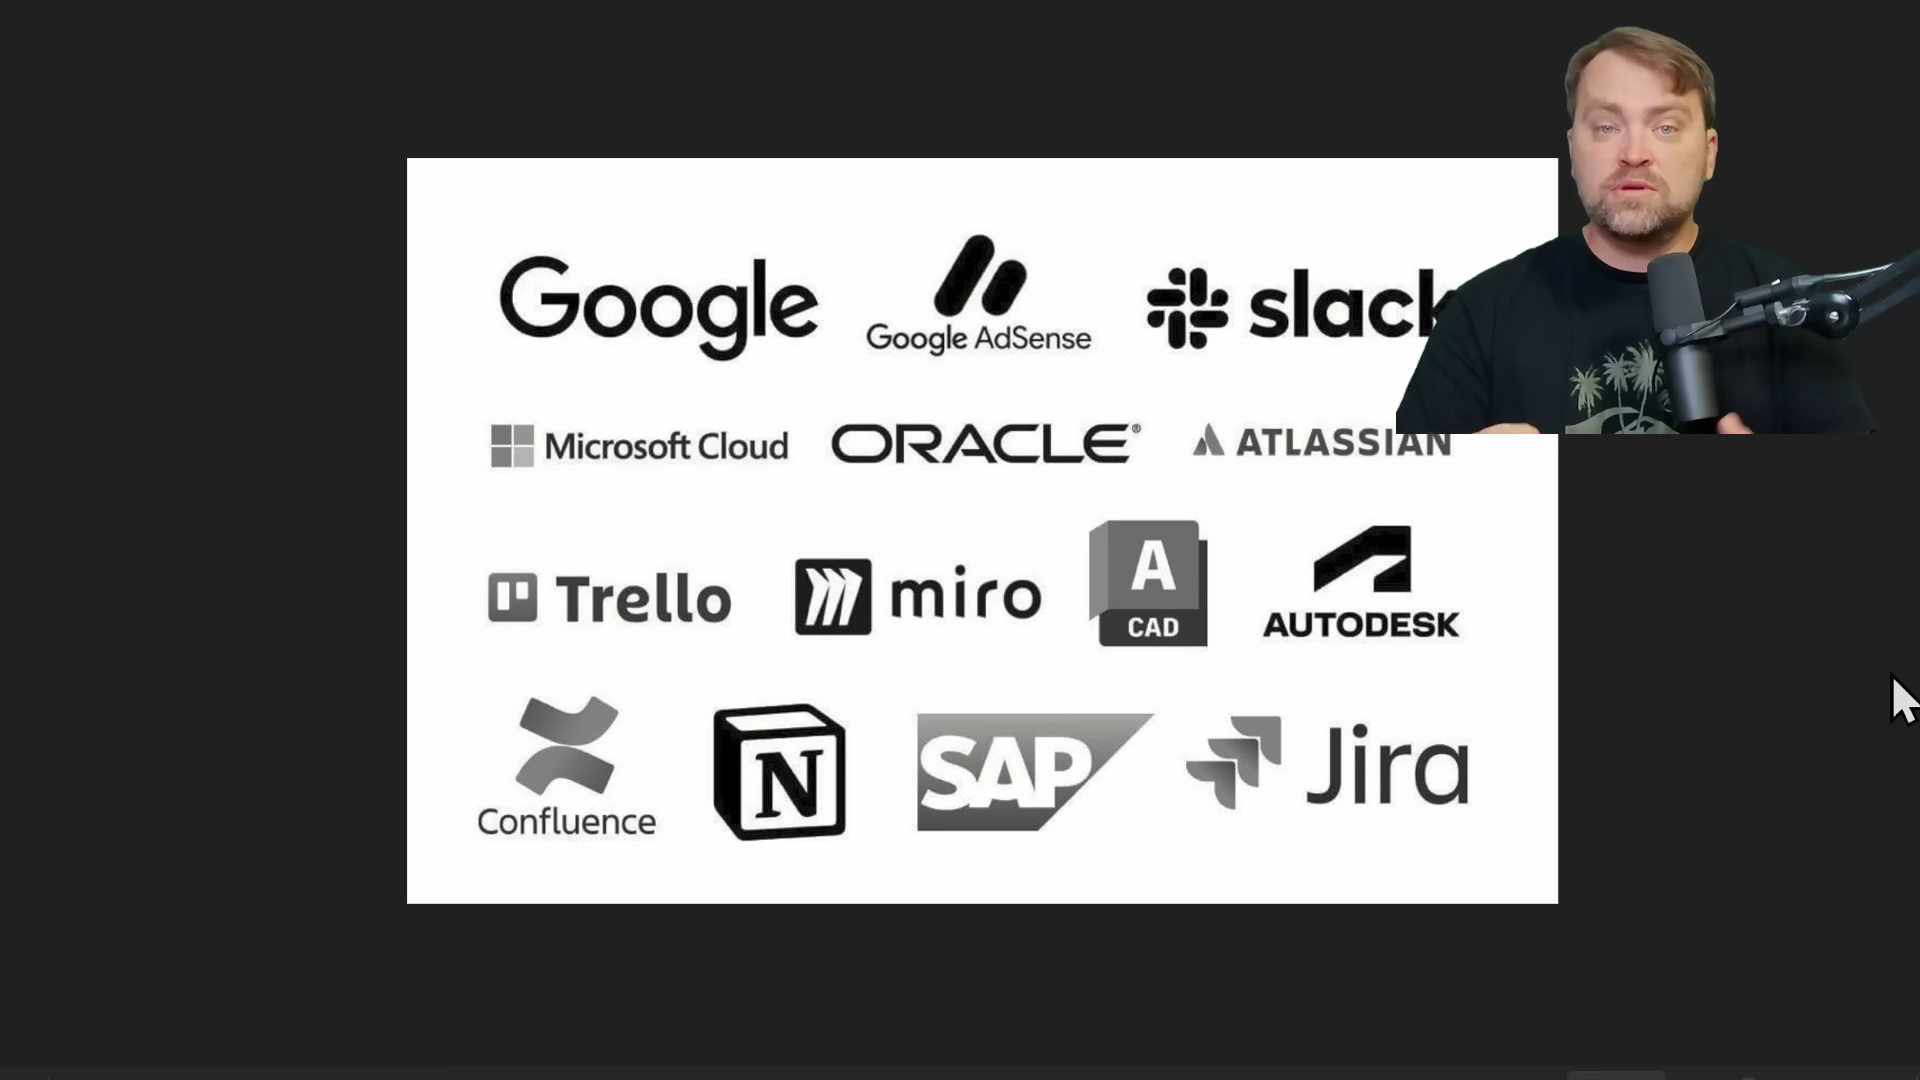 Google
Google AdSense
slack
Microsoft Cloud
ORACLE®
ATLASSIAN
Trello
miro
A
CAD
AUTODESK
Confluence
N
SAP
Jira